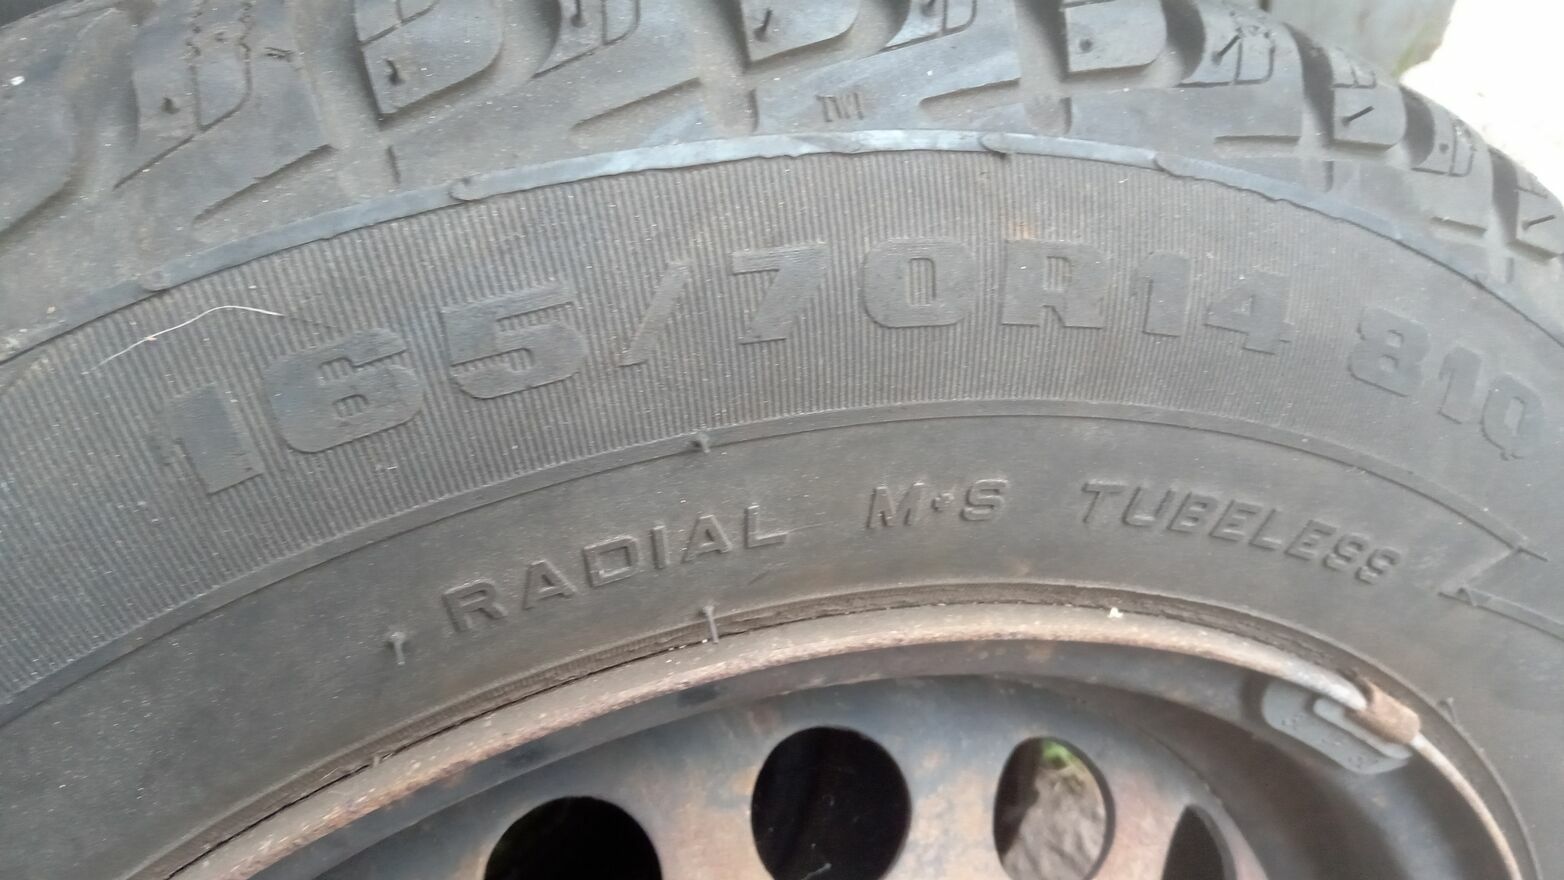 165/70R14 81Q
RADIAL M+S TUBELESS